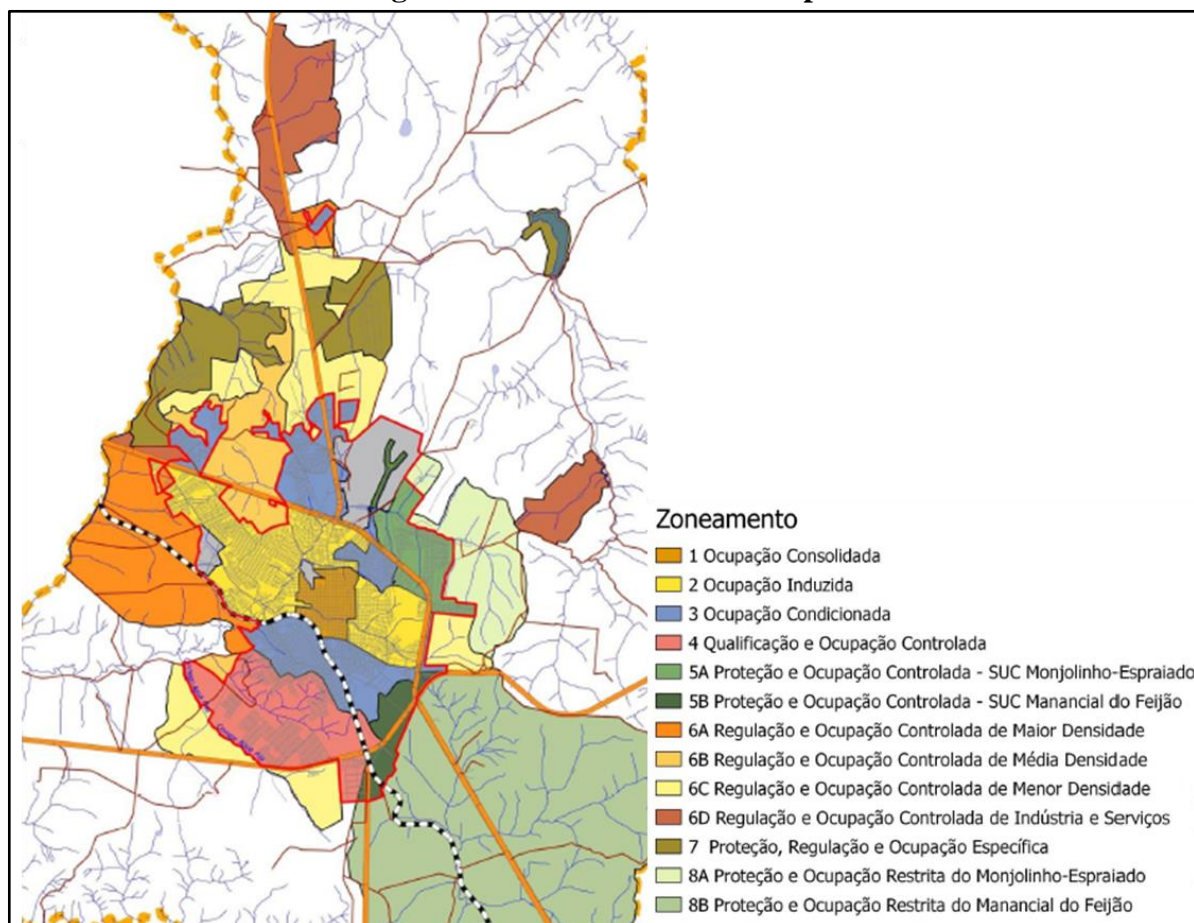 Zoneamento
1 Ocupação Consolidada
2 Ocupação Induzida
3 Ocupação Condicionada
4 Qualificação e Ocupação Controlada
5A Proteção e Ocupação Controlada - SUC Monjolinho-Espraiado
5B Proteção e Ocupação Controlada - SUC Manancial do Feijão
6A Regulação e Ocupação Controlada de Maior Densidade
6B Regulação e Ocupação Controlada de Média Densidade
6C Regulação e Ocupação Controlada de Menor Densidade
6D Regulação e Ocupação Controlada de Indústria e Serviços
7 Proteção, Regulação e Ocupação Específica
8A Proteção e Ocupação Restrita do Monjolinho-Espraiado
8B Proteção e Ocupação Restrita do Manancial do Feijão